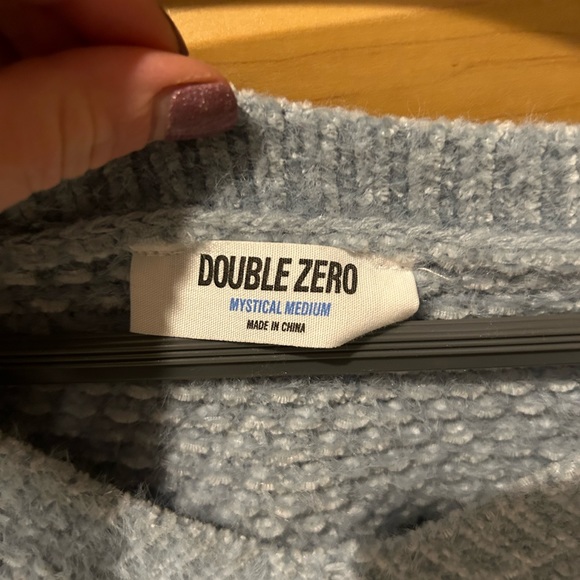 DOUBLE ZERO
MYSTICAL MEDIUM
MADE IN CHINA